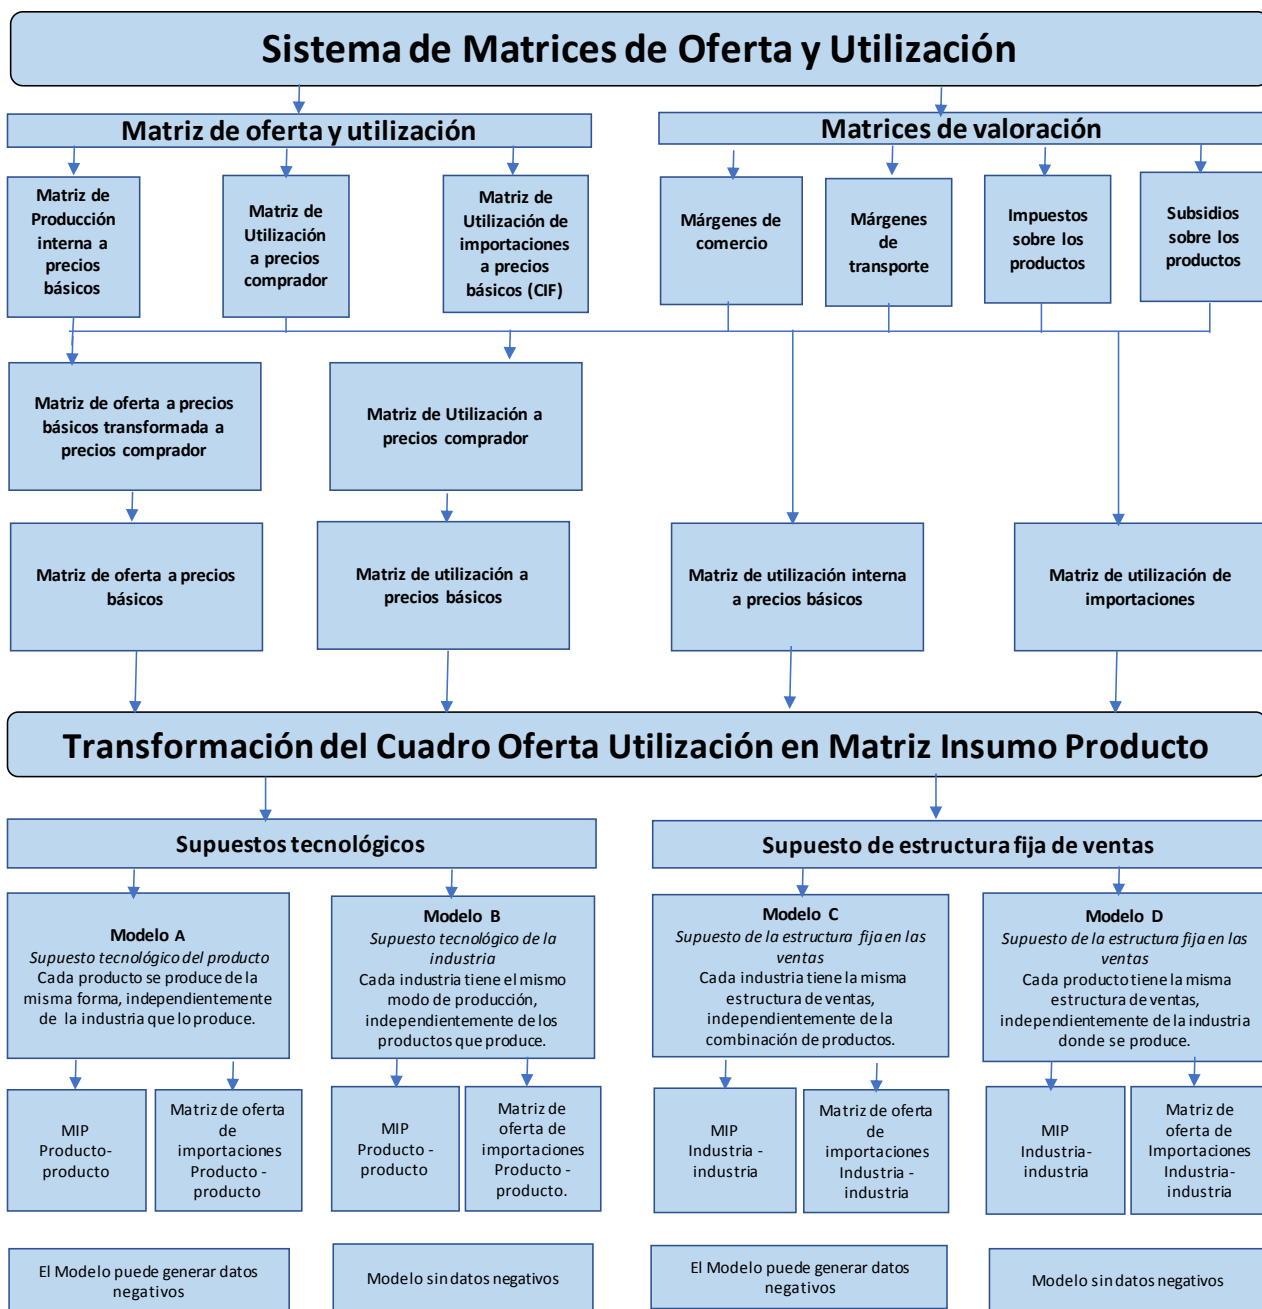 Sistema de Matrices de Oferta y Utilización
Matriz de oferta y utilización
Matrices de valoración
Matriz de
Producción
interna a
precios
básicos
Matriz de
Utilización
a precios
comprador
Matriz de
Utilización de
importaciones
a precios
básicos (CIF)
Márgenes de
comercio
Márgenes
de
transporte
Impuestos
sobre los
productos
Subsidios
sobre los
productos
Matriz de oferta a precios
básicos transformada a
precios comprador
Matriz de Utilización a
precios comprador
Matriz de oferta a precios
básicos
Matriz de utilización a
precios básicos
Matriz de utilización interna
a precios básicos
Matriz de utilización de
importaciones
Transformación del Cuadro Oferta Utilización en Matriz Insumo Producto
Supuestos tecnológicos
Supuesto de estructura fija de ventas
Modelo A
Supuesto tecnológico del producto
Cada producto se produce de la
misma forma, independientemente
de la industria que lo produce.
Modelo B
Supuesto tecnológico de la
industria
Cada industria tiene el mismo
modo de producción,
independientemente de los
productos que produce.
Modelo C
Supuesto de la estructura fija en las
ventas
Cada industria tiene la misma
estructura de ventas,
independientemente de la
combinación de productos.
Modelo D
Supuesto de la estructura fija en las
ventas
Cada producto tiene la misma
estructura de ventas,
independientemente de la industria
donde se produce.
MIP
Producto-
producto
Matriz de oferta
de
importaciones
Producto -
producto
MIP
Producto -
producto
Matriz de
oferta de
importaciones
Producto -
producto.
MIP
Industria -
industria
Matriz de oferta
de
importaciones
Industria -
industria
MIP
Industria-
industria
Matriz de
oferta de
Importaciones
Industria-
industria
El Modelo puede generar datos
negativos
Modelo sin datos negativos
El Modelo puede generar datos
negativos
Modelo sin datos negativos